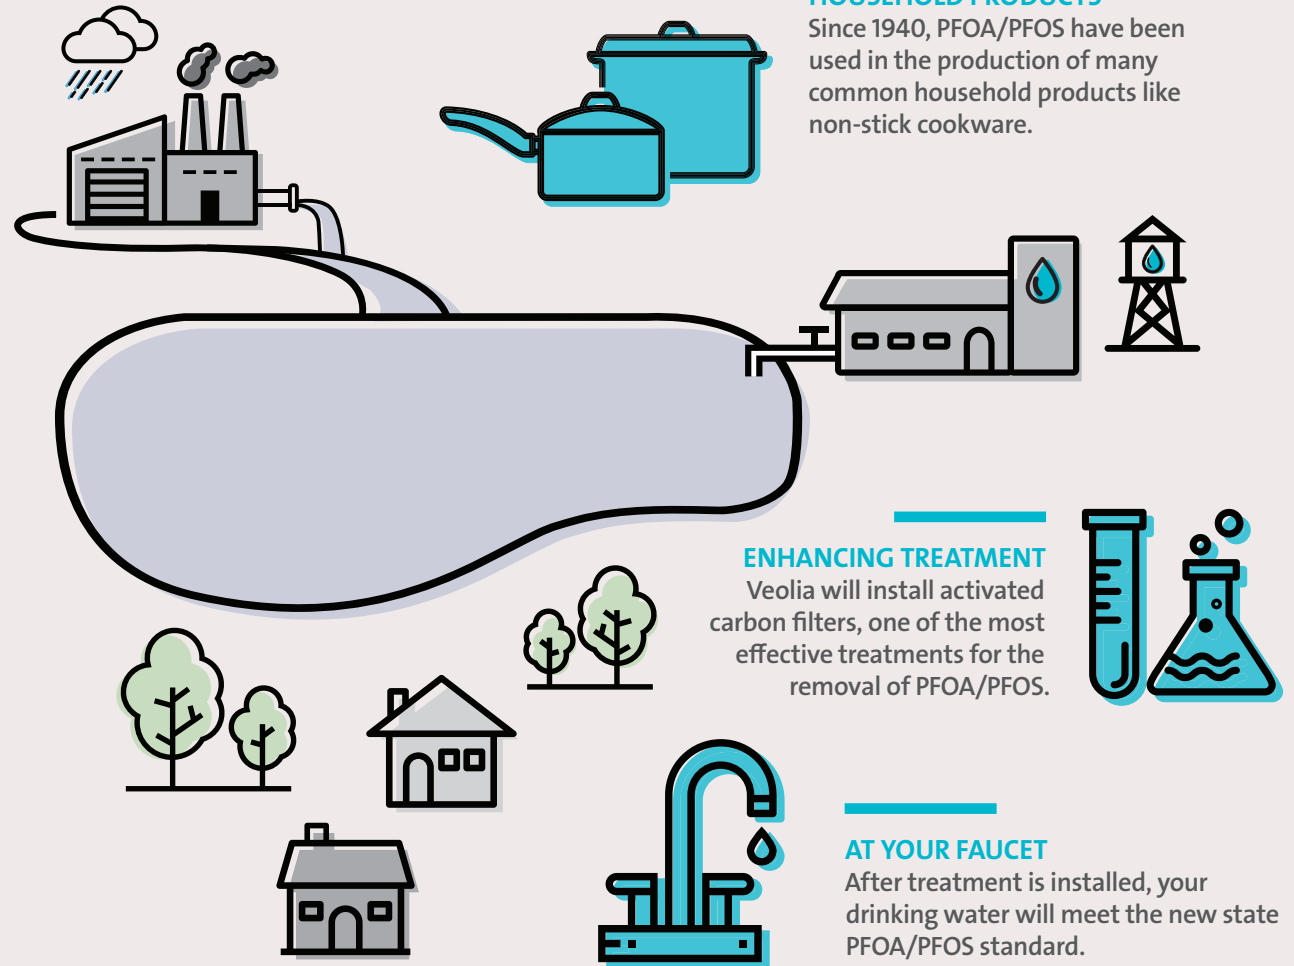 HOUSEHOLD PRODUCTS
Since 1940, PFOA/PFOS have been
used in the production of many
common household products like
non-stick cookware.
ENHANCING TREATMENT
Veolia will install activated
carbon filters, one of the most
effective treatments for the
removal of PFOA/PFOS.
AT YOUR FAUCET
After treatment is installed, your
drinking water will meet the new state
PFOA/PFOS standard.